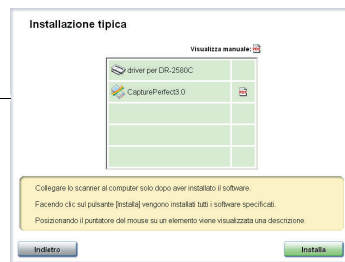 Installazione tipica
Visualizza manuale:
driver per DR-2580C
CapturePerfect3.0
Collegare lo scanner al computer solo dopo aver installato il software.
Facendo clic sul pulsante [Installa] vengono installati tutti i software specificati.
Posizionando il puntatore del mouse su un elemento viene visualizzata una descrizione.
Indietro
Installa